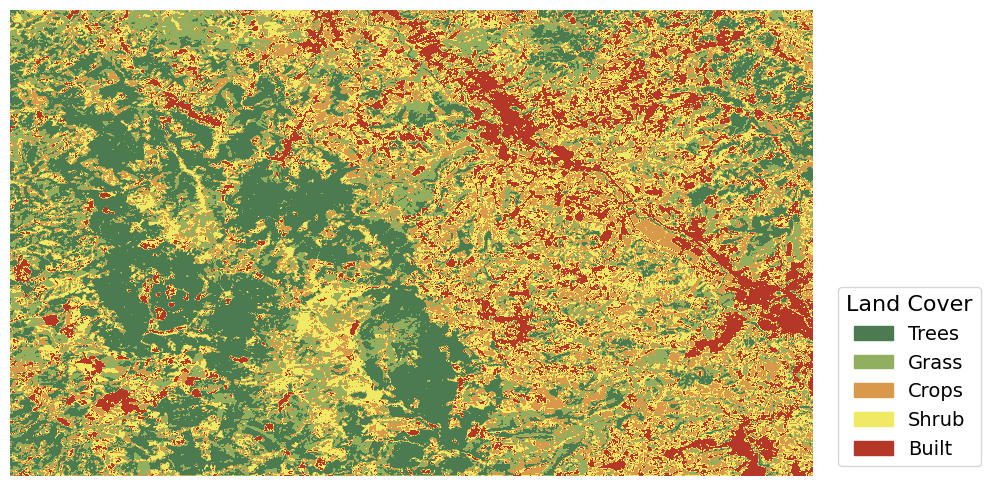 Land Cover
Trees
Grass
Crops
Shrub
Built